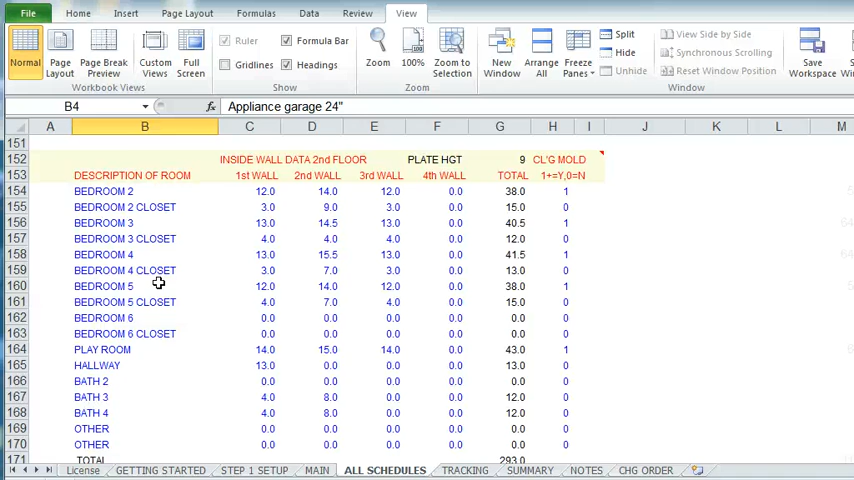 File Home Insert Page Layout Formulas Data Review View
Normal Page Layout Page Break Preview Custom Views Full Screen
Workbook Views
Ruler Formula Bar
Gridlines Headings
Show
Zoom 100% Zoom to Selection
Zoom
New Window Arrange All Freeze Panes
Split
Hide
Unhide
View Side by Side
Synchronous Scrolling
Reset Window Position
Window
Save Workspace
B4 fx Appliance garage 24"
A B C D E F G H I J K L M
151
152 INSIDE WALL DATA 2nd FLOOR PLATE HGT 9 CL'G MOLD
153 DESCRIPTION OF ROOM 1st WALL 2nd WALL 3rd WALL 4th WALL TOTAL 1+=Y,0=N
154 BEDROOM 2 12.0 14.0 12.0 0.0 38.0 1
155 BEDROOM 2 CLOSET 3.0 9.0 3.0 0.0 15.0 0
156 BEDROOM 3 13.0 14.5 13.0 0.0 40.5 1
157 BEDROOM 3 CLOSET 4.0 4.0 4.0 0.0 12.0 0
158 BEDROOM 4 13.0 15.5 13.0 0.0 41.5 1
159 BEDROOM 4 CLOSET 3.0 7.0 3.0 0.0 13.0 0
160 BEDROOM 5 12.0 14.0 12.0 0.0 38.0 1
161 BEDROOM 5 CLOSET 4.0 7.0 4.0 0.0 15.0 0
162 BEDROOM 6 0.0 0.0 0.0 0.0 0.0 0
163 BEDROOM 6 CLOSET 0.0 0.0 0.0 0.0 0.0 0
164 PLAY ROOM 14.0 15.0 14.0 0.0 43.0 1
165 HALLWAY 13.0 0.0 0.0 0.0 13.0 0
166 BATH 2 0.0 0.0 0.0 0.0 0.0 0
167 BATH 3 4.0 8.0 0.0 0.0 12.0 0
168 BATH 4 4.0 8.0 0.0 0.0 12.0 0
169 OTHER 0.0 0.0 0.0 0.0 0.0 0
170 OTHER 0.0 0.0 0.0 0.0 0.0 0
171 TOTAL 293.0
License GETTING STARTED STEP 1 SETUP MAIN ALL SCHEDULES TRACKING SUMMARY NOTES CHG ORDER